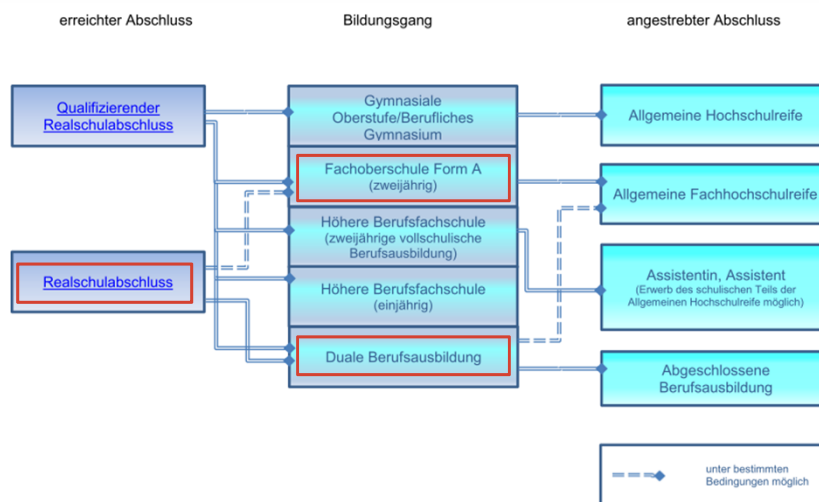 erreichter Abschluss
Bildungsgang
angestrebter Abschluss
Qualifizierender
Realschulabschluss
Gymnasiale
Oberstufe/Berufliches
Gymnasium
Allgemeine Hochschulreife
Fachoberschule Form A
(zweijährig)
Allgemeine Fachhochschulreife
Höhere Berufsfachschule
(zweijährige vollschulische
Berufsausbildung)
Realschulabschluss
Assistentin, Assistent
(Erwerb des schulischen Teils der
Allgemeinen Hochschulreife möglich)
Höhere Berufsfachschule
(einjährig)
Duale Berufsausbildung
Abgeschlossene
Berufsausbildung
unter bestimmten
Bedingungen möglich